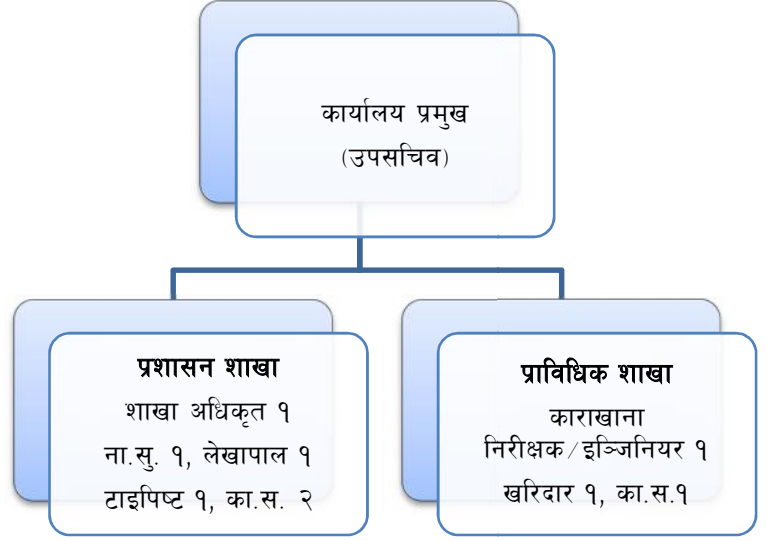 कार्यालय प्रमुख
(उपसचिव)
प्रशासन शाखा
शाखा अधिकृत १
ना.सु. १, लेखापाल १
टाइपिष्ट १, का.स. २
प्राविधिक शाखा
काराखाना
निरीक्षक/इञ्जिनियर १
खरिदार १, का.स.१